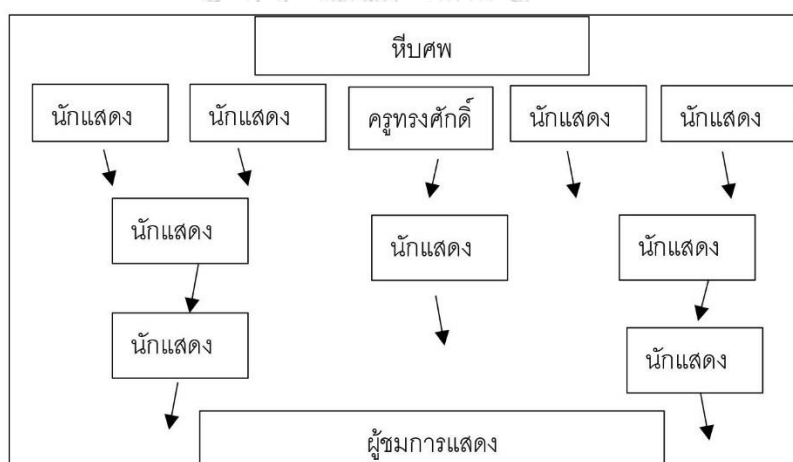 หีบศพ
นักแสดง นักแสดง ครูทรงศักดิ์ นักแสดง นักแสดง
นักแสดง นักแสดง นักแสดง
นักแสดง นักแสดง
ผู้ชมการแสดง